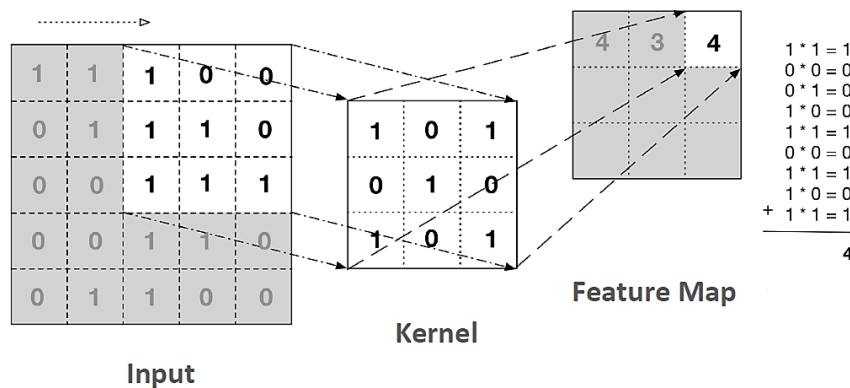 1 1 1 0 0
0 1 1 1 0
0 0 1 1 1
0 0 1 1 0
0 1 1 0 0
Input
1 0 1
0 1 0
1 0 1
Kernel
4 3 4
Feature Map
1 * 1 = 1
0 * 0 = 0
0 * 1 = 0
1 * 0 = 0
1 * 1 = 1
0 * 0 = 0
1 * 1 = 1
1 * 0 = 0
+ 1 * 1 = 1
4